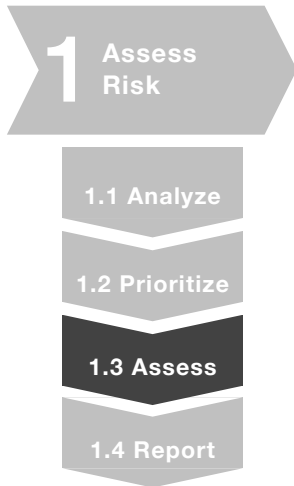 1
Assess
Risk
1.1 Analyze
1.2 Prioritize
1.3 Assess
1.4 Report